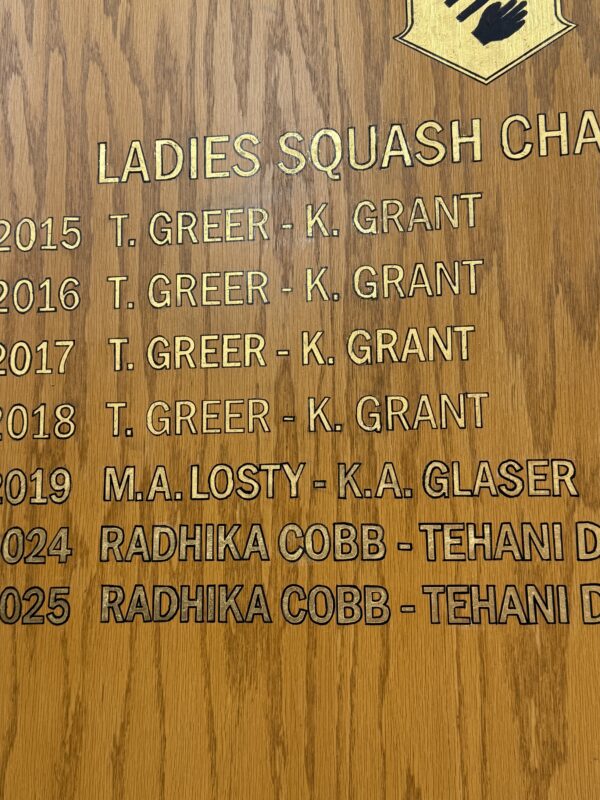 LADIES SQUASH CHA
2015 T. GREER - K. GRANT
2016 T. GREER - K. GRANT
2017 T. GREER - K. GRANT
2018 T. GREER - K. GRANT
2019 M.A. LOSTY - K.A. GLASER
024 RADHIKA COBB - TEHANI D
025 RADHIKA COBB - TEHANI D